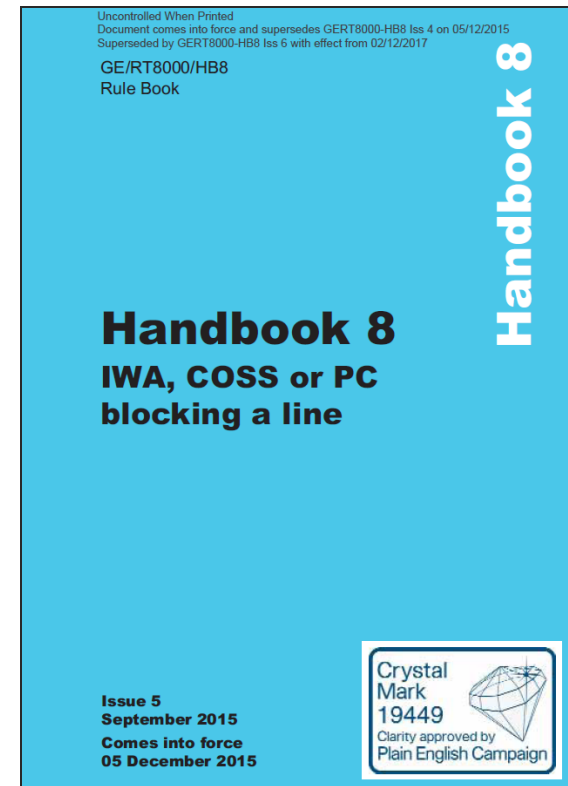 Uncontrolled When Printed
Document comes into force and supersedes GERT8000-HB8 Iss 4 on 05/12/2015
Superseded by GERT8000-HB8 Iss 6 with effect from 02/12/2017
GE/RT8000/HB8
Rule Book
Handbook 8
Handbook 8
IWA, COSS or PC
blocking a line
Issue 5
September 2015
Comes into force
05 December 2015
Crystal
Mark
19449
Clarity approved by
Plain English Campaign